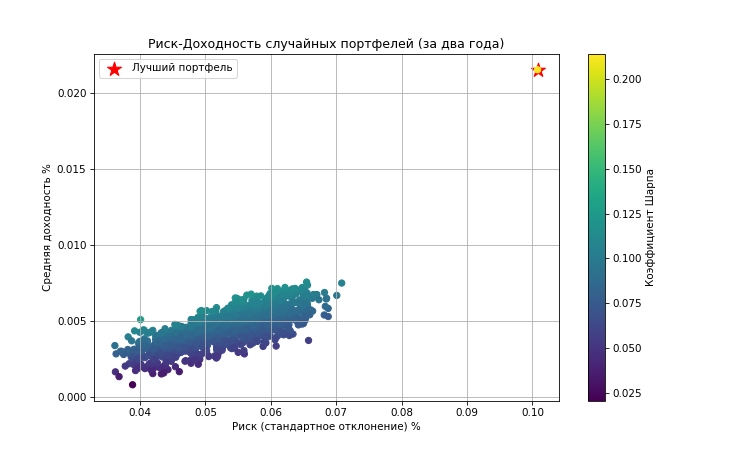 Риск-Доходность случайных портфелей (за два года)
Лучший портфель
Средняя доходность %
0.020
0.015
0.010
0.005
0.000
0.04 0.05 0.06 0.07 0.08 0.09 0.10
Риск (стандартное отклонение) %
0.200
0.175
0.150
0.125
0.100
0.075
0.050
0.025
Коэффициент Шарпа